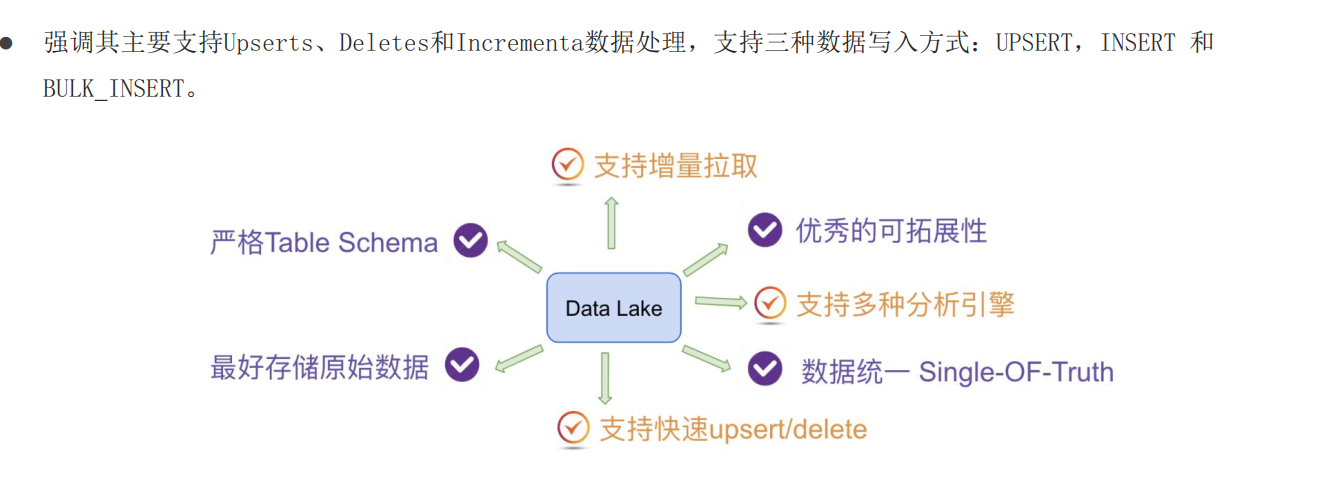 ● 强调其主要支持Upserts、Deletes和Incrementa数据处理，支持三种数据写入方式：UPSERT，INSERT 和
BULK_INSERT。
支持增量拉取
严格Table Schema
优秀的可拓展性
Data Lake
支持多种分析引擎
最好存储原始数据
数据统一 Single-OF-Truth
支持快速upsert/delete